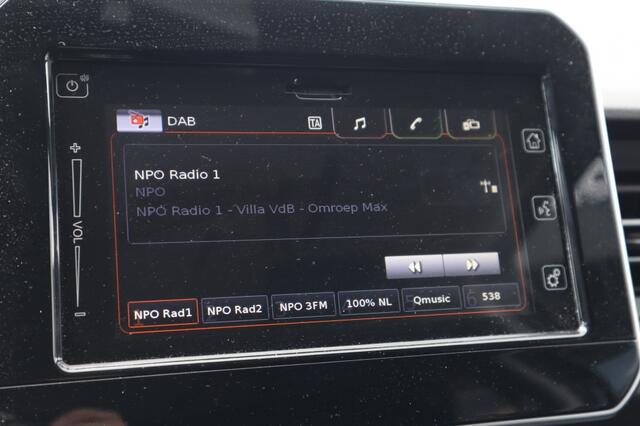 DAB
TA
NPO Radio 1
NPO
NPO Radio 1 - Villa VdB - Omroep Max
VOL
NPO Rad1
NPO Rad2
NPO 3FM
100% NL
Qmusic
538